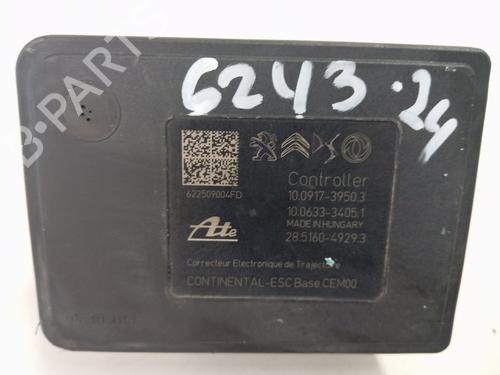 6243.24
B-PARTS
Controller
10.0917-3950.3
10.0633-3405.1
MADE IN HUNGARY
28.5160-4929.3
622509004FD
Ate
Correcteur Electronique de Trajectoire
CONTINENTAL-ESC Base CEM00